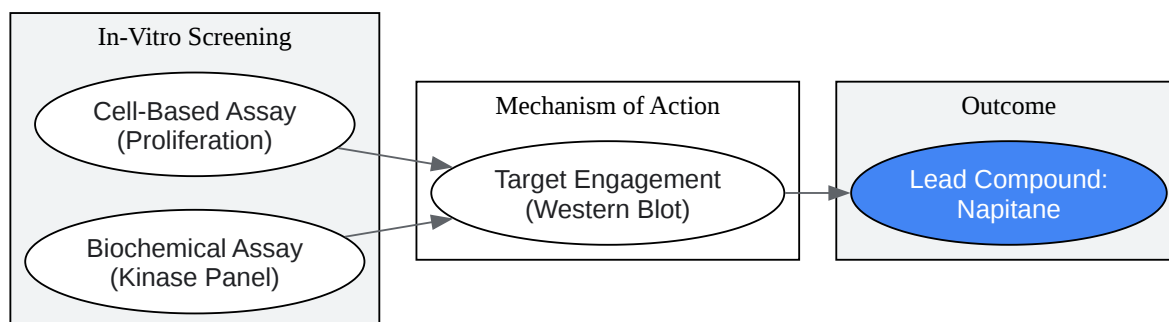 In-Vitro Screening
Cell-Based Assay
(Proliferation)
Biochemical Assay
(Kinase Panel)
Mechanism of Action
Target Engagement
(Western Blot)
Outcome
Lead Compound:
Napitane